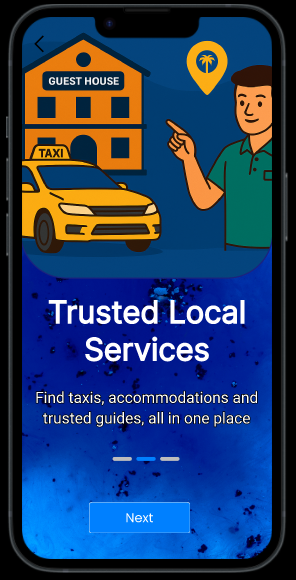 GUEST HOUSE
TAXI
Trusted Local
Services
Find taxis, accommodations and
trusted guides, all in one place
Next